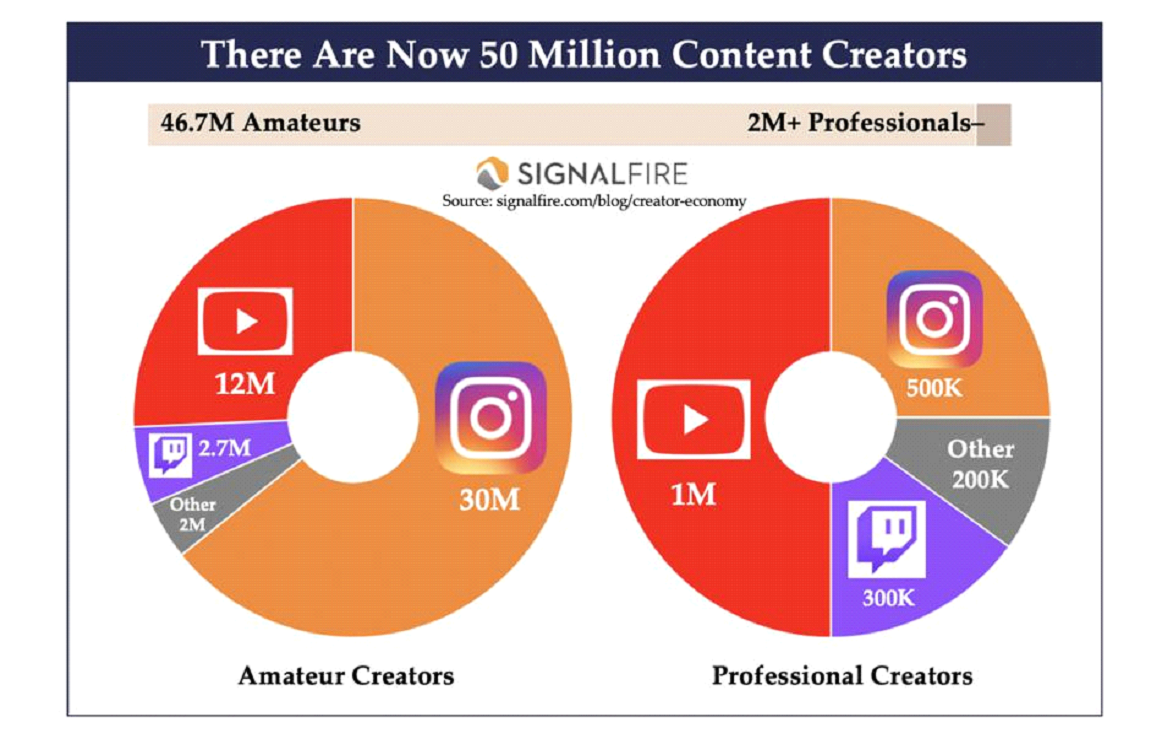 There Are Now 50 Million Content Creators
46.7M Amateurs
2M+ Professionals–
SIGNALFIRE
Source: signalfire.com/blog/creator-economy
12M
2.7M
Other
2M
30M
500K
Other
200K
1M
300K
Amateur Creators
Professional Creators